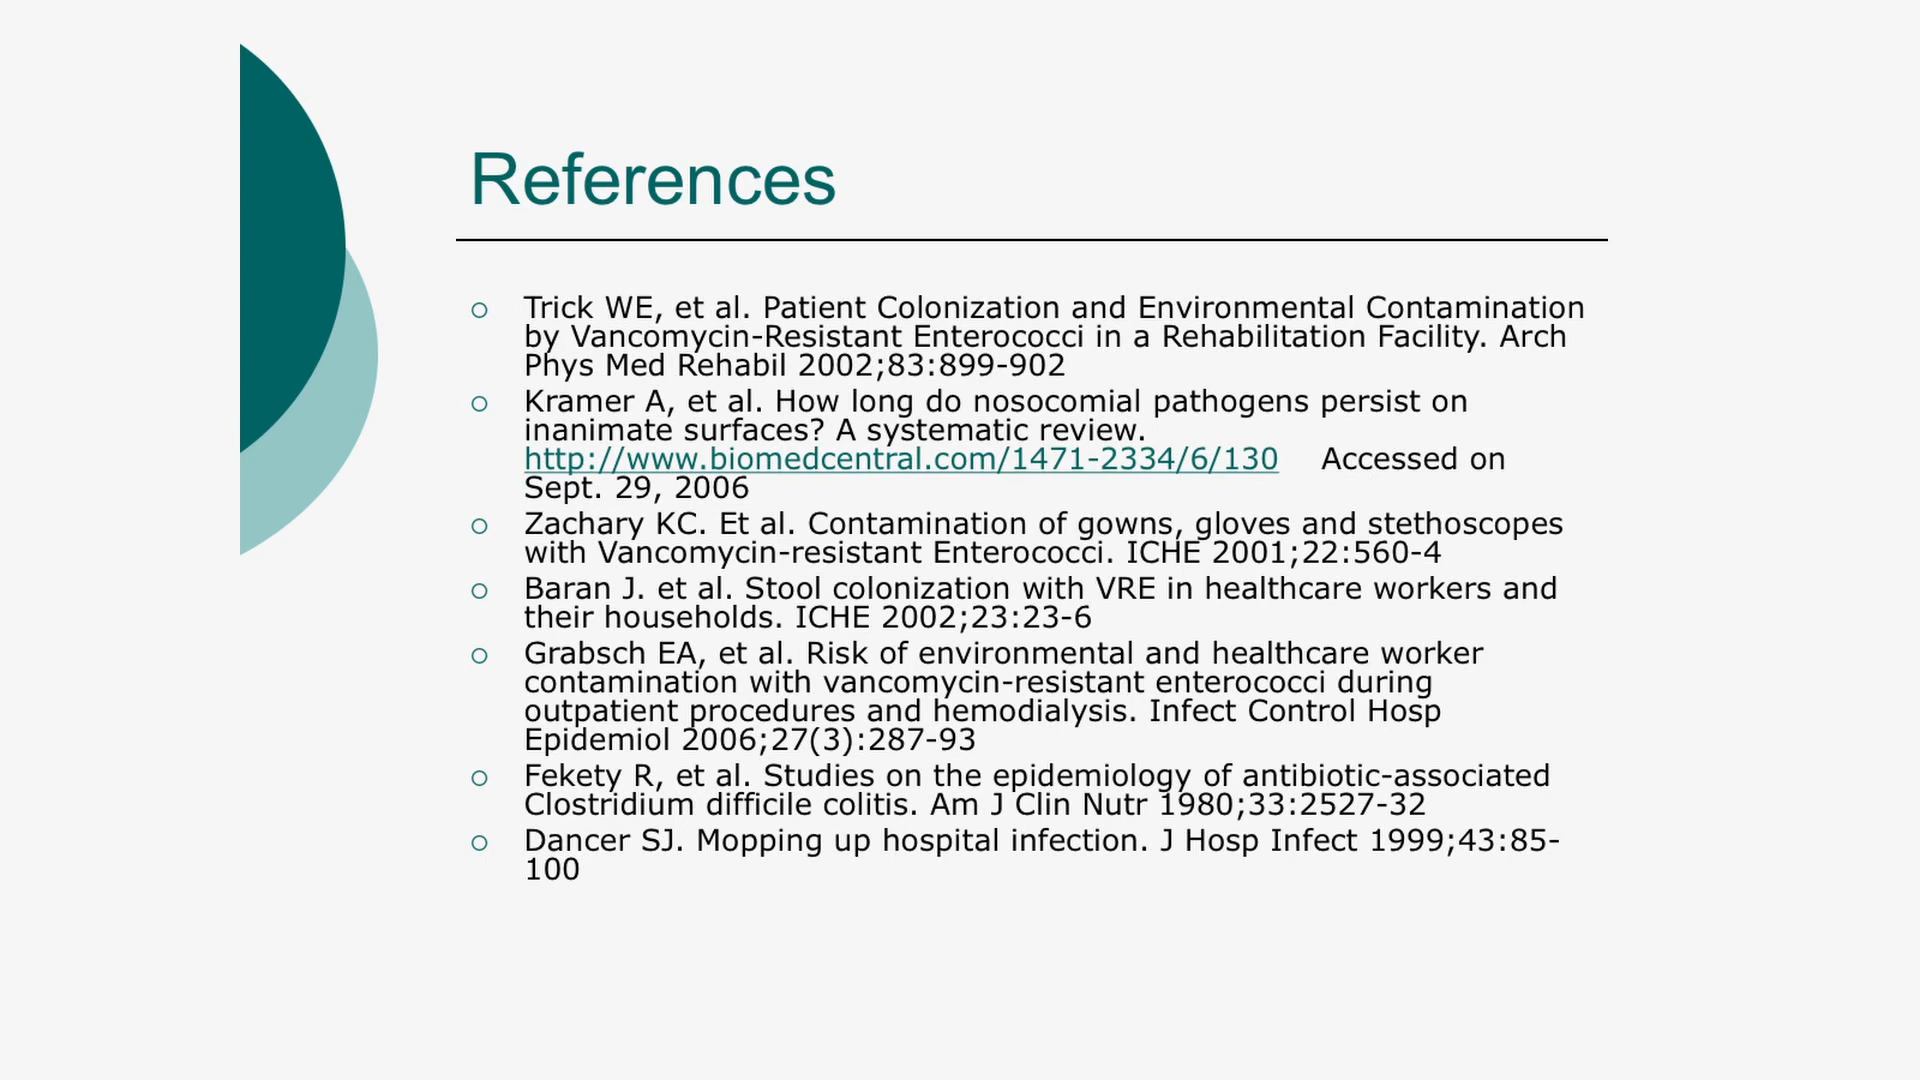 References
Trick WE, et al. Patient Colonization and Environmental Contamination
by Vancomycin-Resistant Enterococci in a Rehabilitation Facility. Arch
Phys Med Rehabil 2002;83:899-902
Kramer A, et al. How long do nosocomial pathogens persist on
inanimate surfaces? A systematic review.
http://www.biomedcentral.com/1471-2334/6/130 Accessed on
Sept. 29, 2006
Zachary KC. Et al. Contamination of gowns, gloves and stethoscopes
with Vancomycin-resistant Enterococci. ICHE 2001;22:560-4
Baran J. et al. Stool colonization with VRE in healthcare workers and
their households. ICHE 2002;23:23-6
Grabsch EA, et al. Risk of environmental and healthcare worker
contamination with vancomycin-resistant enterococci during
outpatient procedures and hemodialysis. Infect Control Hosp
Epidemiol 2006;27(3):287-93
Fekety R, et al. Studies on the epidemiology of antibiotic-associated
Clostridium difficile colitis. Am J Clin Nutr 1980;33:2527-32
Dancer SJ. Mopping up hospital infection. J Hosp Infect 1999;43:85-
100